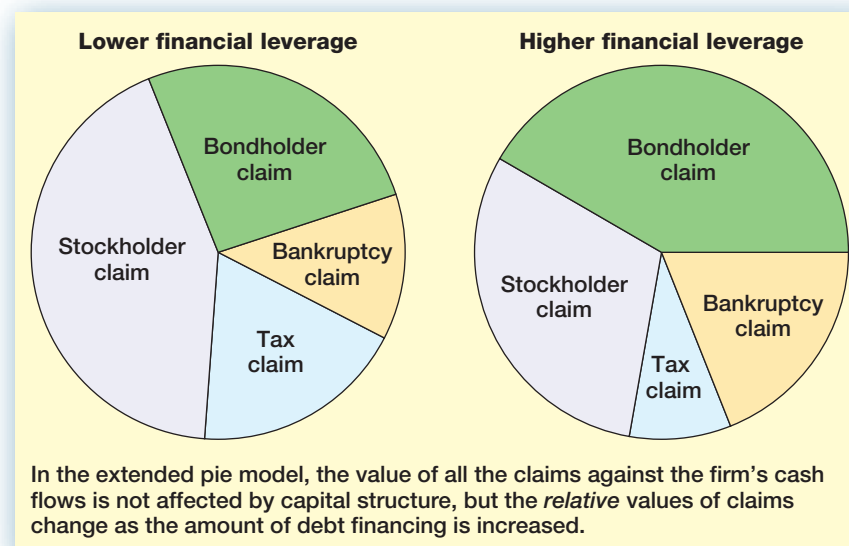 Lower financial leverage
Bondholder
claim
Stockholder
claim
Bankruptcy
claim
Tax
claim
Higher financial leverage
Bondholder
claim
Stockholder
claim
Bankruptcy
claim
Tax
claim
In the extended pie model, the value of all the claims against the firm's cash
flows is not affected by capital structure, but the relative values of claims
change as the amount of debt financing is increased.